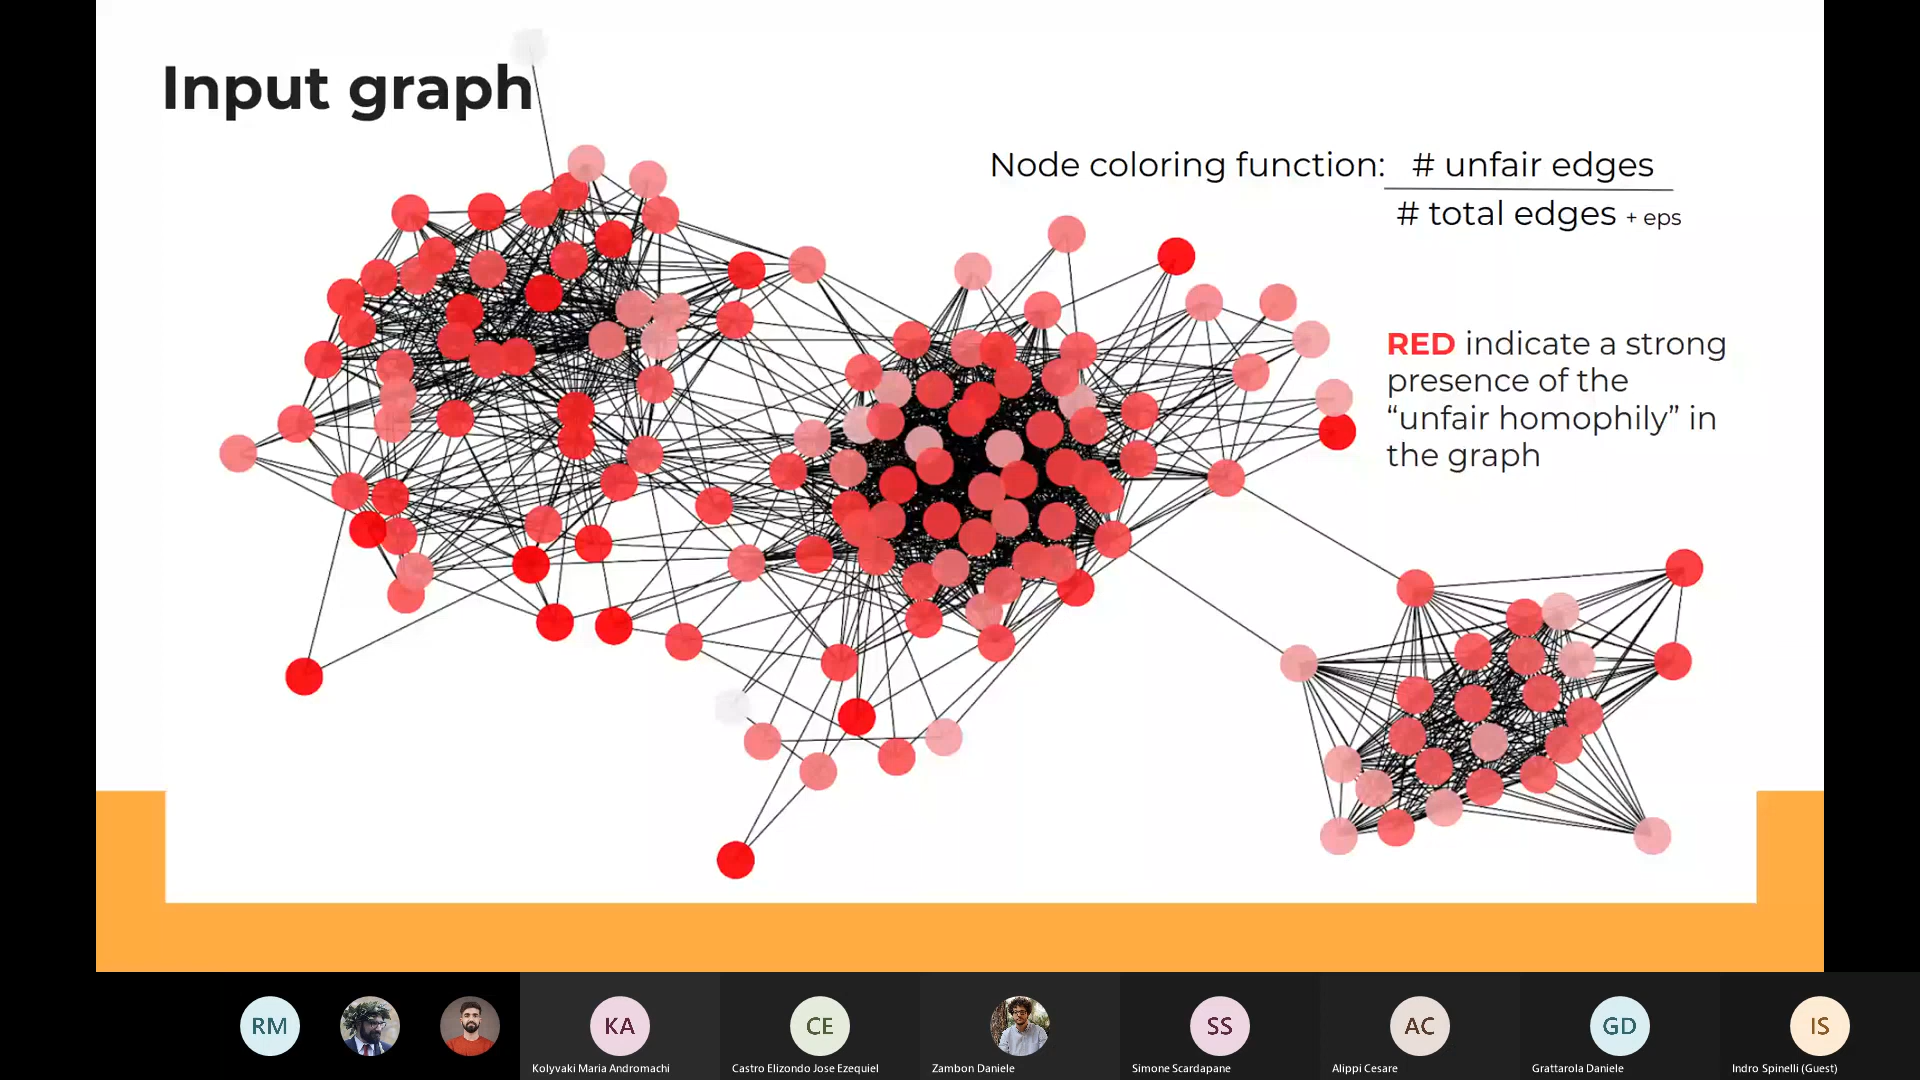 Input graph
Node coloring function: # unfair edges
# total edges + eps
RED indicate a strong
presence of the
“unfair homophily” in
the graph
RM
KA
CE
SS
AC
GD
IS
Kolyvaki Maria Andromachi
Castro Elizondo Jose Ezequiel
Zambon Daniele
Simone Scardapane
Alippi Cesare
Grattarola Daniele
Indro Spinelli (Guest)